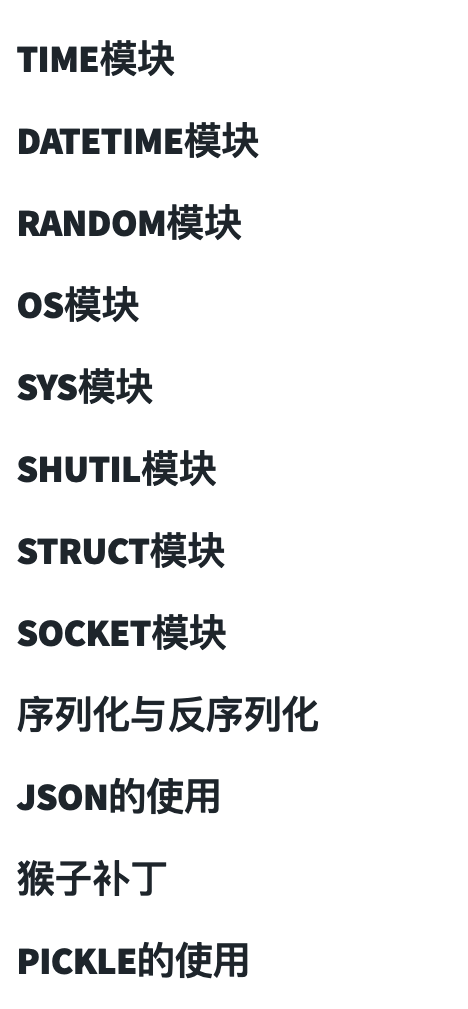 TIME模块
DATETIME模块
RANDOM模块
OS模块
SYS模块
SHUTIL模块
STRUCT模块
SOCKET模块
序列化与反序列化
JSON的使用
猴子补丁
PICKLE的使用